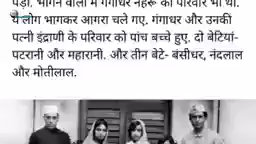 पड़ा. भागने वालों में गंगाधर नेहरू का परिवार भी था.
ये लोग भागकर आगरा चले गए. गंगाधर और उनकी
पत्नी इंद्राणी के परिवार को पांच बच्चे हुए. दो बेटियां-
पटरानी और महारानी. और तीन बेटे- बंसीधर, नंदलाल
और मोतीलाल.